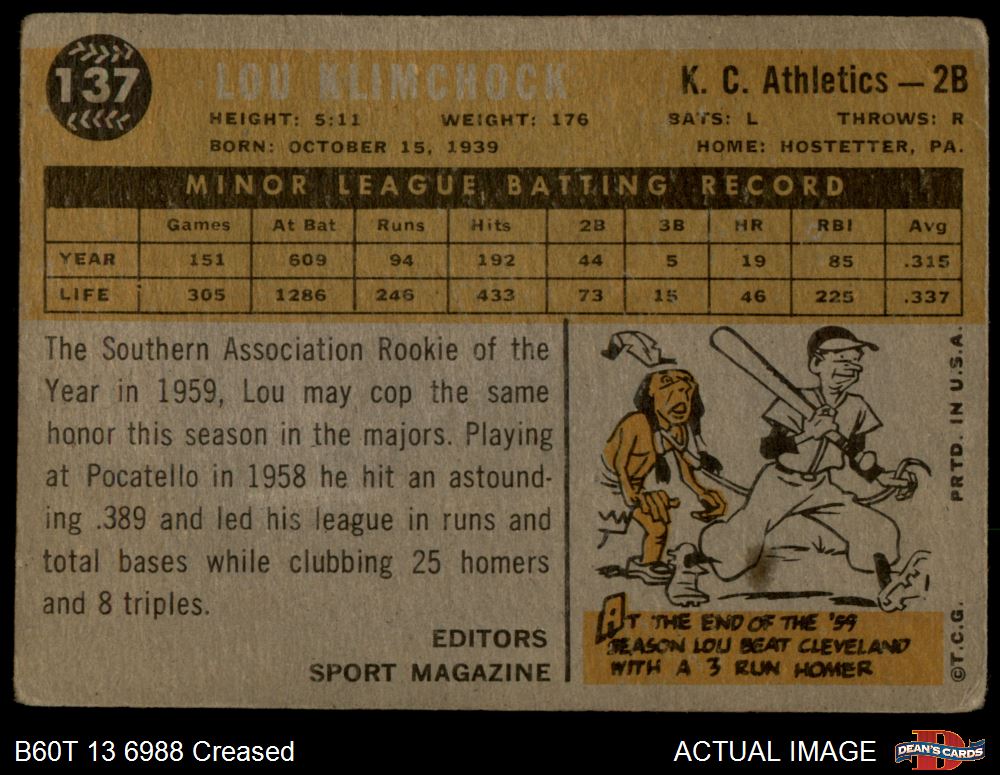 137
LOU KLIMCHOCK
K. C. Athletics — 2B
HEIGHT: 5:11 WEIGHT: 176 BATS: L THROWS: R
BORN: OCTOBER 15, 1939 HOME: HOSTETTER, PA.
MINOR LEAGUE BATTING RECORD
Games At Bat Runs Hits 2B 3B HR RBI Avg
YEAR 151 609 94 192 44 5 19 85 .315
LIFE 305 1286 246 433 73 15 46 225 .337
The Southern Association Rookie of the
Year in 1959, Lou may cop the same
honor this season in the majors. Playing
at Pocatello in 1958 he hit an astound-
ing .389 and led his league in runs and
total bases while clubbing 25 homers
and 8 triples.
EDITORS
SPORT MAGAZINE
AT THE END OF THE '59
SEASON LOU BEAT CLEVELAND
WITH A 3 RUN HOMER
©T.C.G. PRTD. IN U.S.A.
B60T 13 6988 Creased
ACTUAL IMAGE
DEAN'S CARDS